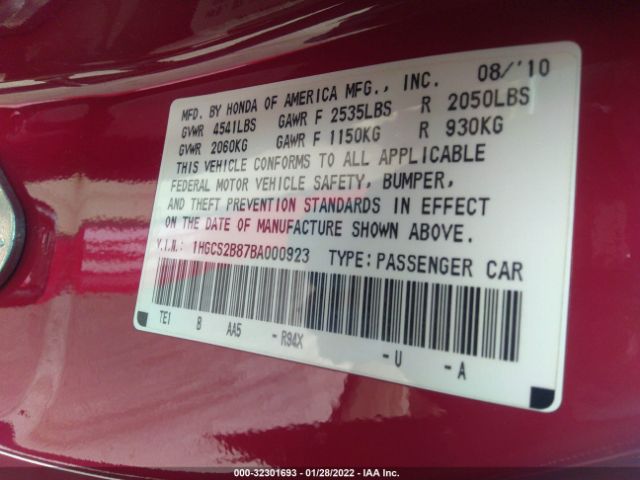 MFD. BY HONDA OF AMERICA MFG., INC. 08/'10
GVWR 4541LBS GAWR F 2535LBS R 2050LBS
GVWR 2060KG GAWR F 1150KG R 930KG
THIS VEHICLE CONFORMS TO ALL APPLICABLE
FEDERAL MOTOR VEHICLE SAFETY, BUMPER,
AND THEFT PREVENTION STANDARDS IN EFFECT
ON THE DATE OF MANUFACTURE SHOWN ABOVE.
V.I.N.: 1HGCS2B87BA000923 TYPE:PASSENGER CAR
TE1 B AA5 -R94X -U -A
000-32301693 - 01/28/2022 - IAA Inc.